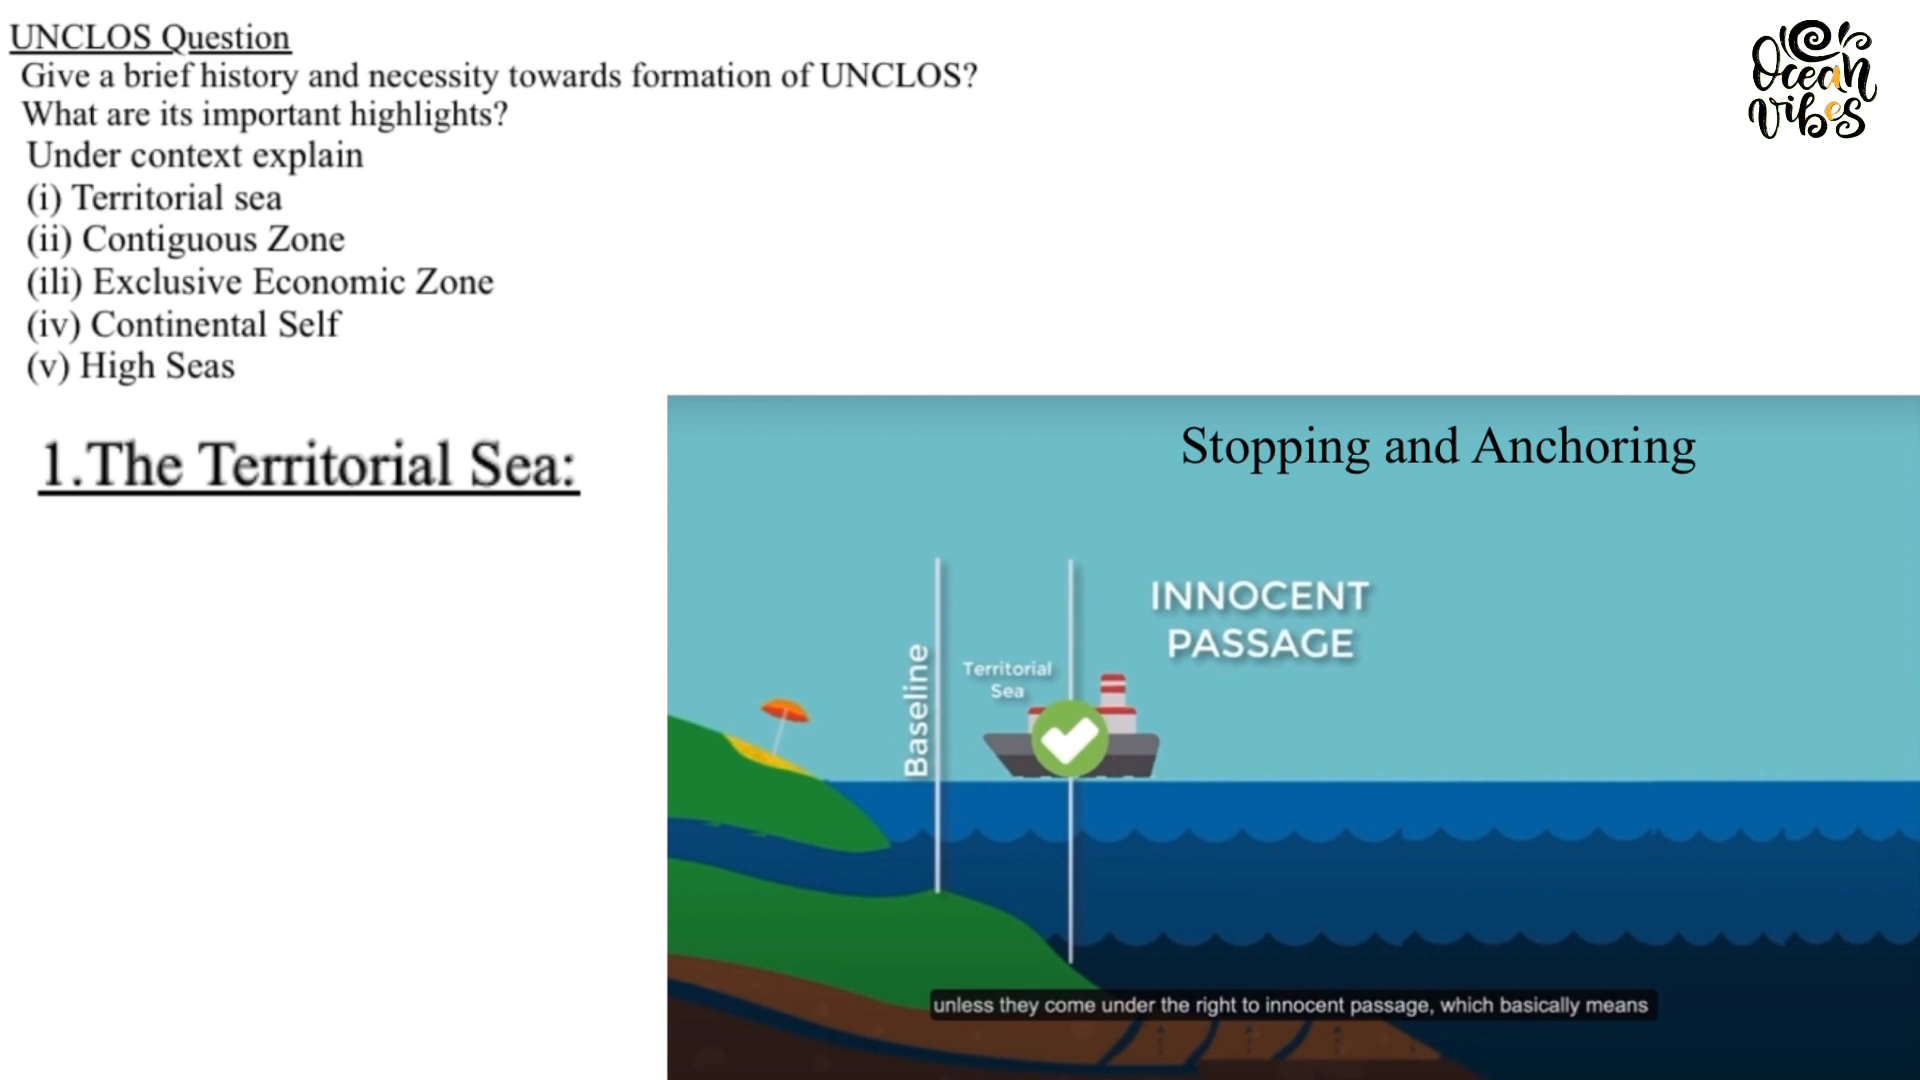 UNCLOS Question
Give a brief history and necessity towards formation of UNCLOS?
What are its important highlights?
Under context explain
(i) Territorial sea
(ii) Contiguous Zone
(ili) Exclusive Economic Zone
(iv) Continental Self
(v) High Seas
Ocean
Vibes
1.The Territorial Sea:
Stopping and Anchoring
INNOCENT
PASSAGE
Territorial
Sea
Baseline
unless they come under the right to innocent passage, which basically means